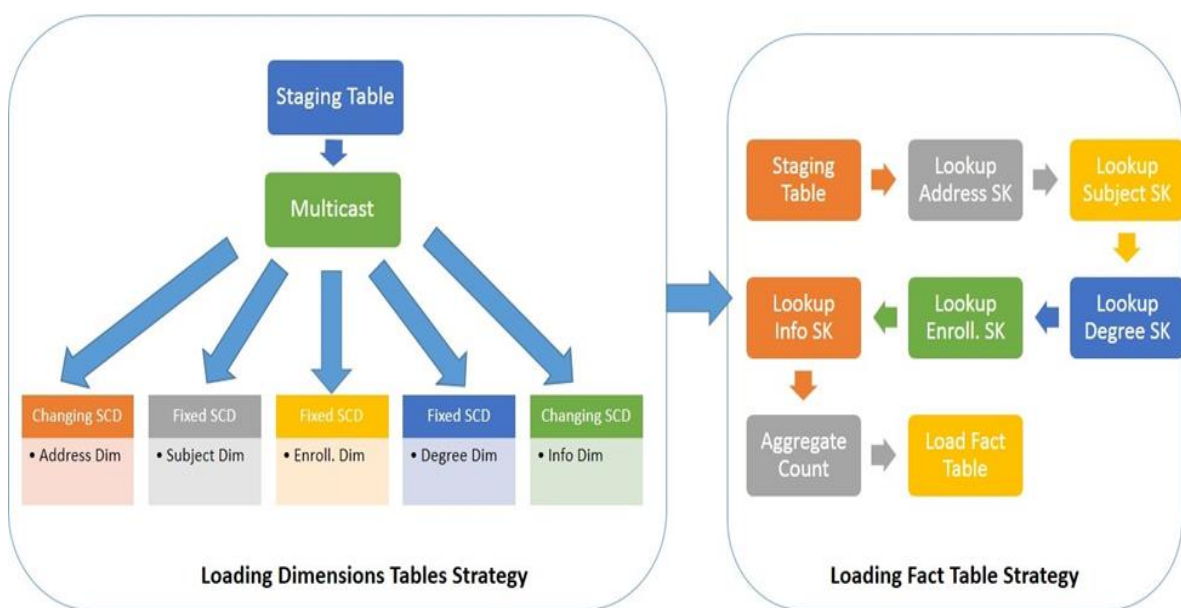 Staging Table
Multicast
Changing SCD
• Address Dim
Fixed SCD
• Subject Dim
Fixed SCD
• Enroll. Dim
Fixed SCD
• Degree Dim
Changing SCD
• Info Dim
Loading Dimensions Tables Strategy
Staging
Table
Lookup
Address SK
Lookup
Subject SK
Lookup
Degree SK
Lookup
Enroll. SK
Lookup
Info SK
Aggregate
Count
Load Fact
Table
Loading Fact Table Strategy